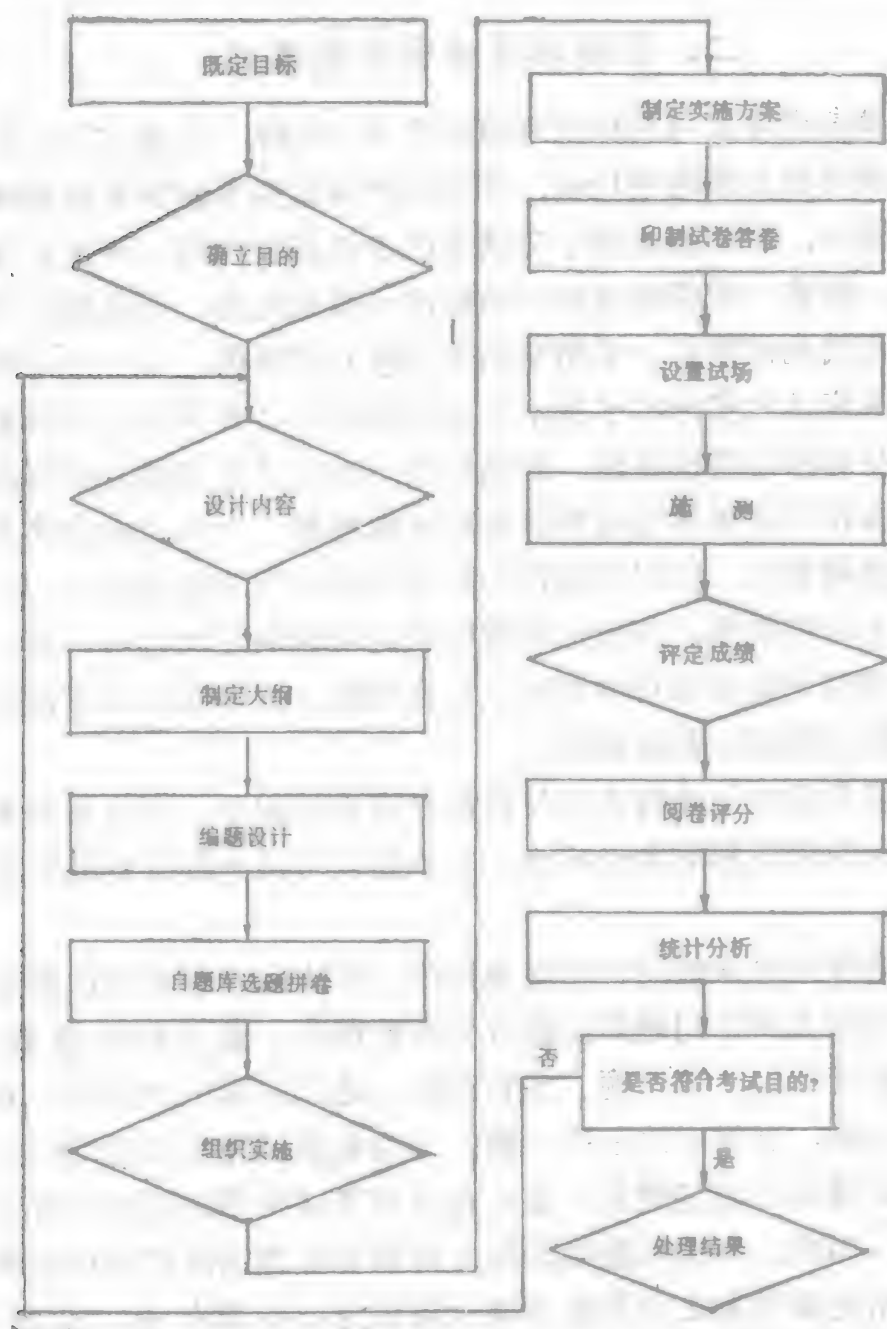 既定目标
确立目的
设计内容
制定大纲
编题设计
自题库选题拼卷
组织实施
制定实施方案
印制试卷答卷
设置试场
施 测
评定成绩
阅卷评分
统计分析
否
是否符合考试目的?
是
处理结果